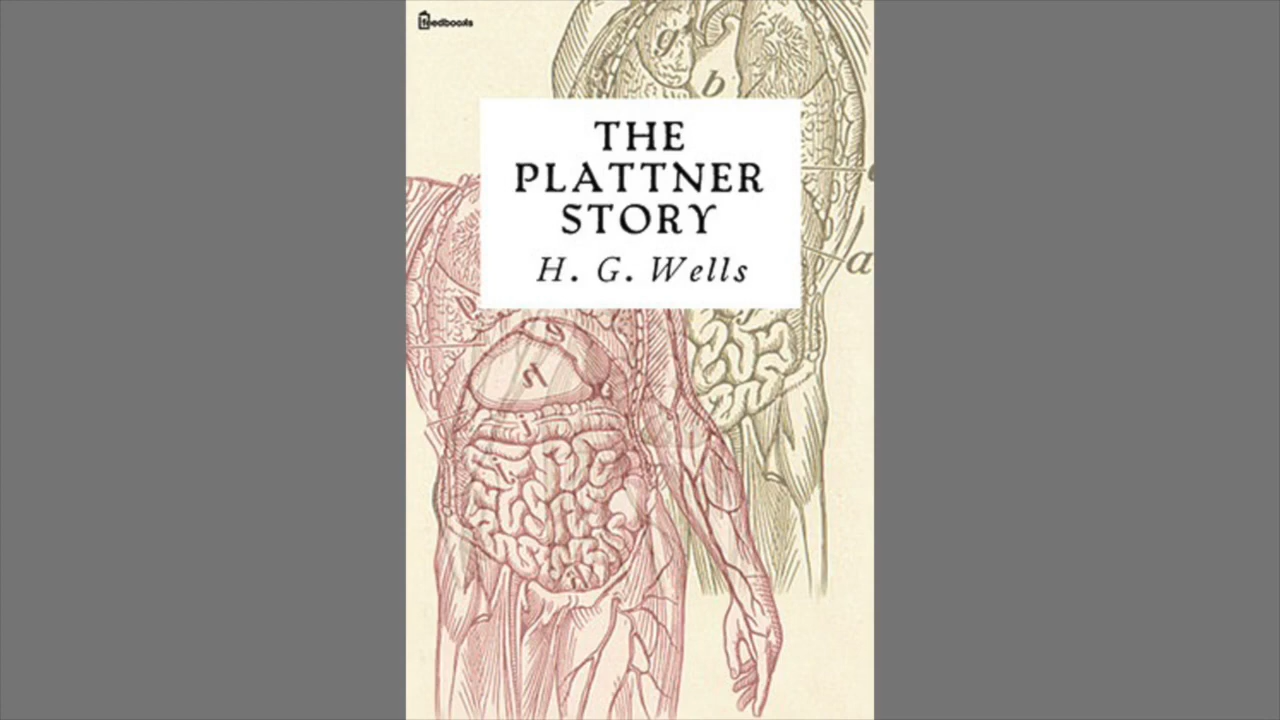 feedbooks
g
b
THE
PLATTNER
STORY
H. G. Wells
a